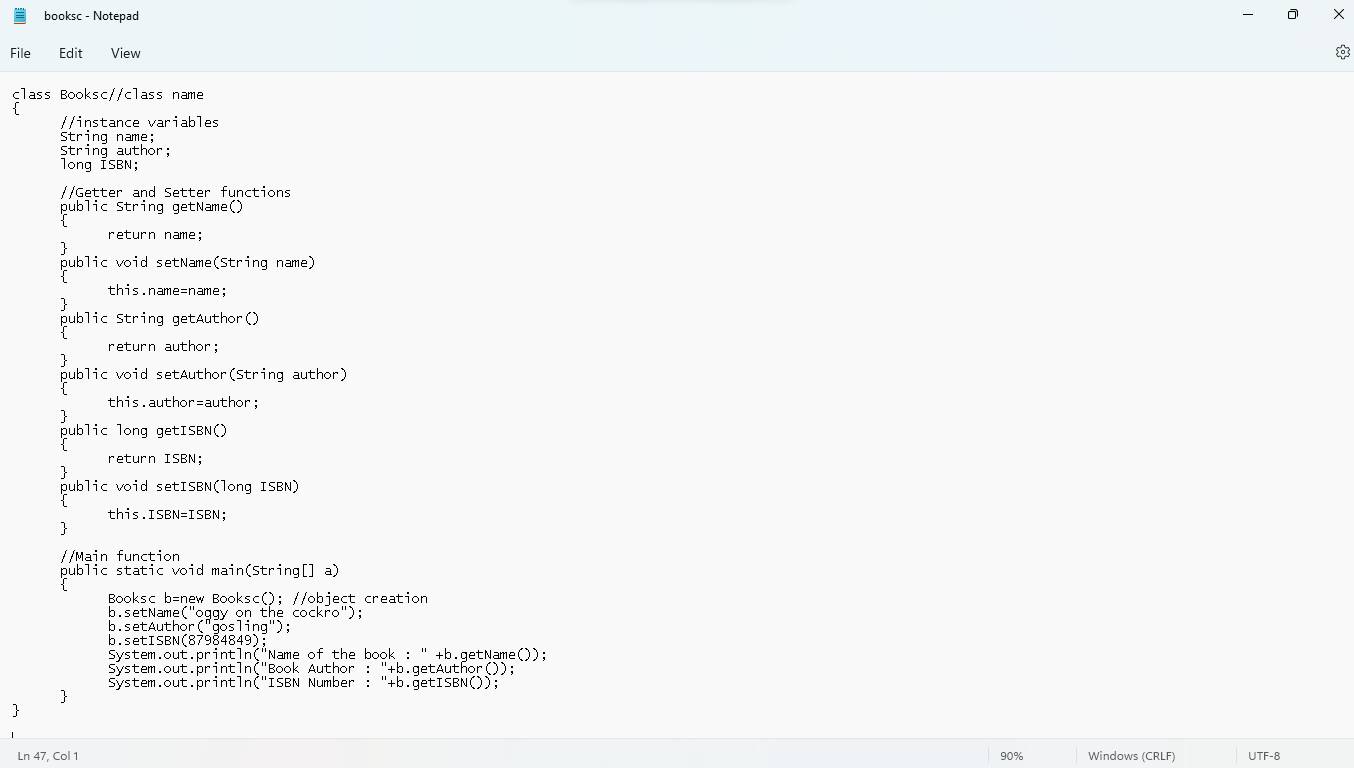 booksc - Notepad
File Edit View
class Booksc//class name
{
//instance variables
String name;
String author;
long ISBN;
//Getter and Setter functions
public String getName()
{
return name;
}
public void setName(String name)
{
this.name=name;
}
public String getAuthor()
{
return author;
}
public void setAuthor(String author)
{
this.author=author;
}
public long getISBN()
{
return ISBN;
}
public void setISBN(long ISBN)
{
this.ISBN=ISBN;
}
//Main function
public static void main(String[] a)
{
Booksc b=new Booksc(); //object creation
b.setName("oggy on the cockro");
b.setAuthor("gosling");
b.setISBN(87984849);
System.out.println("Name of the book : " +b.getName());
System.out.println("Book Author : "+b.getAuthor());
System.out.println("ISBN Number : "+b.getISBN());
}
}
Ln 47, Col 1 90% Windows (CRLF) UTF-8